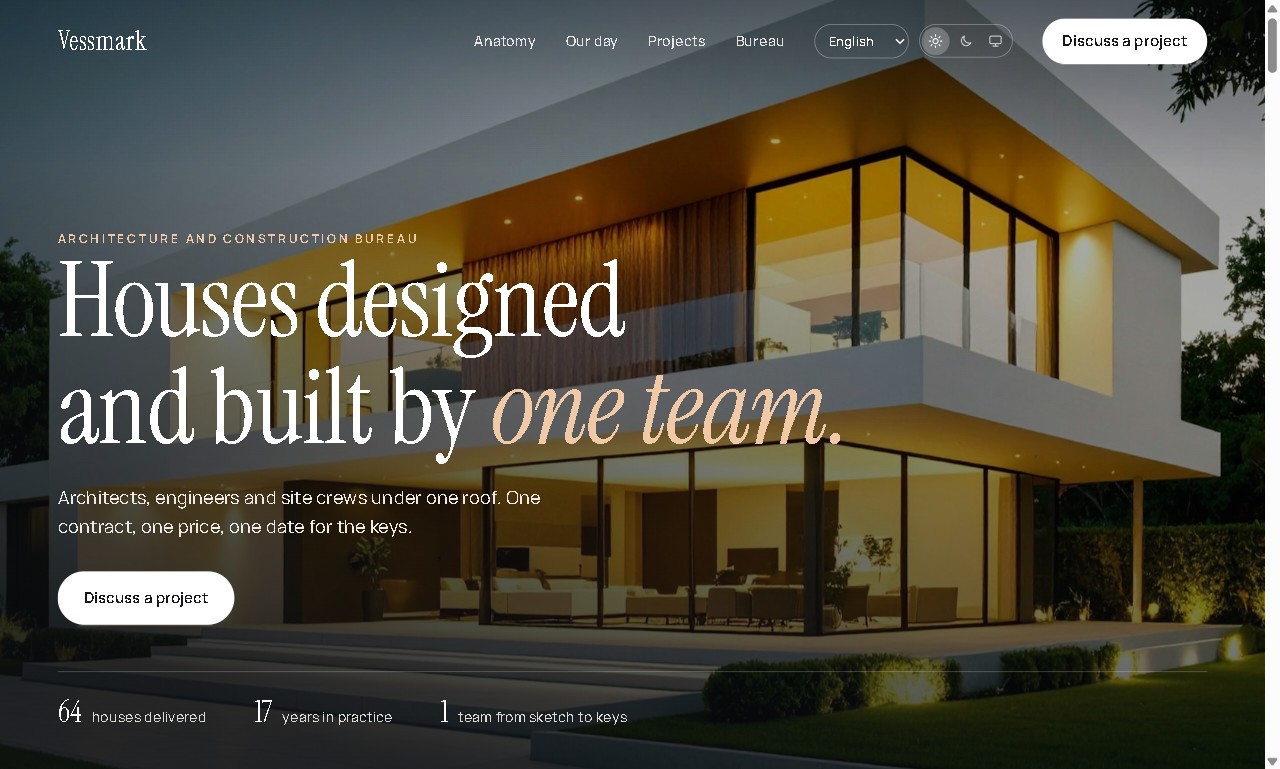 Vessmark
Anatomy
Our day
Projects
Bureau
English
Discuss a project
ARCHITECTURE AND CONSTRUCTION BUREAU
Houses designed
and built by one team.
Architects, engineers and site crews under one roof. One
contract, one price, one date for the keys.
Discuss a project
64 houses delivered
17 years in practice
1 team from sketch to keys